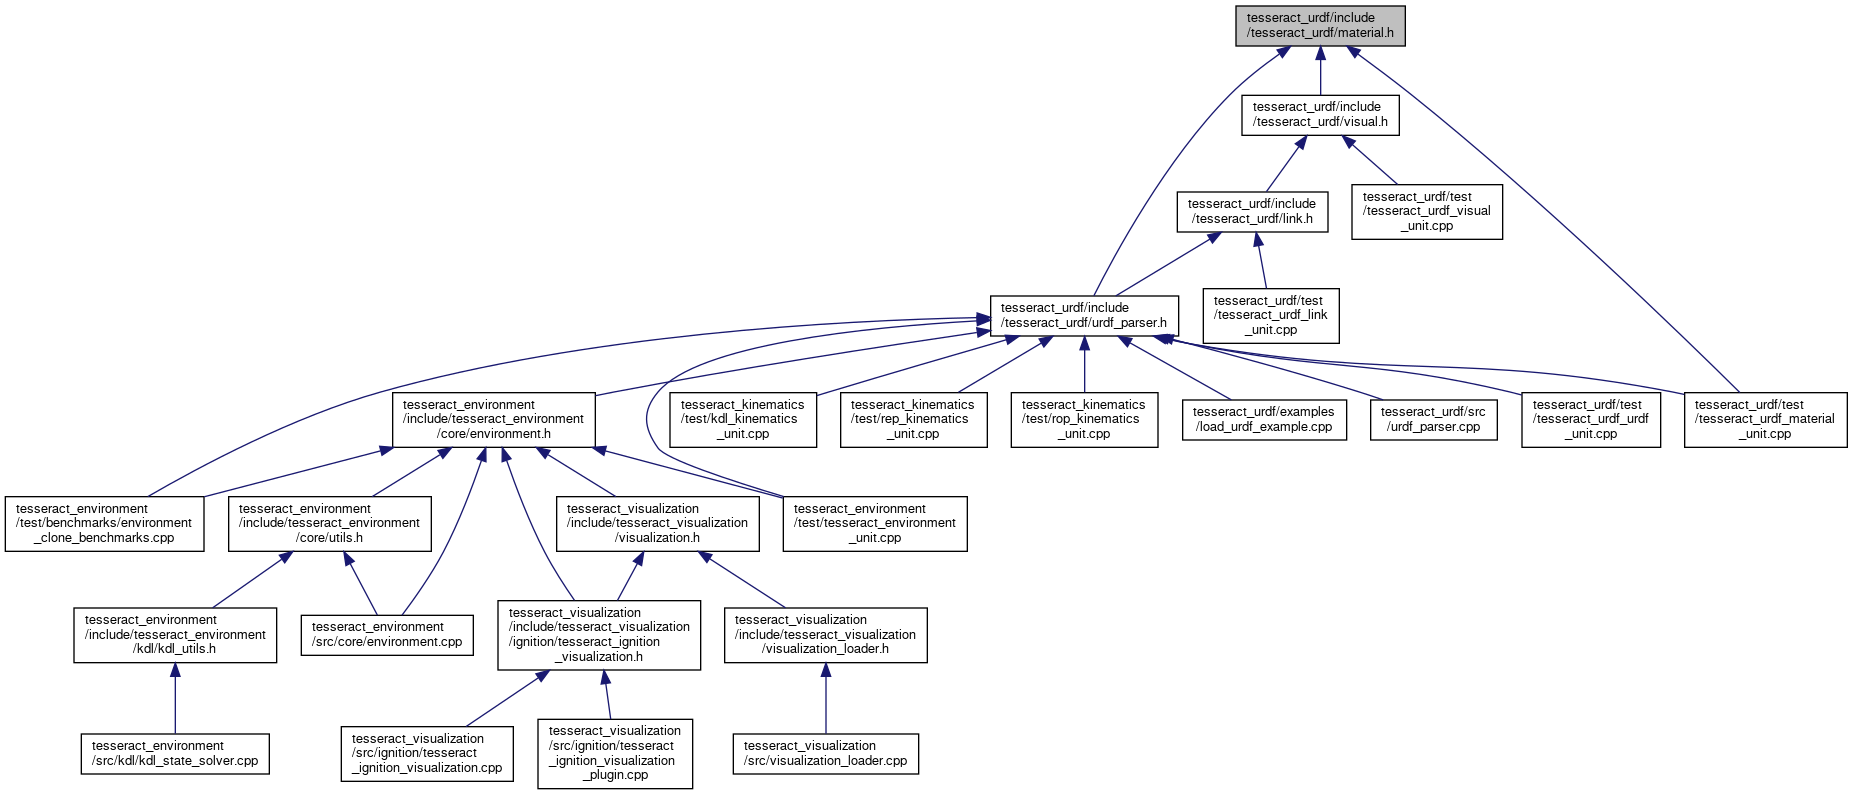 tesseract_urdf/include
/tesseract_urdf/material.h
tesseract_urdf/include
/tesseract_urdf/visual.h
tesseract_urdf/include
/tesseract_urdf/link.h
tesseract_urdf/test
/tesseract_urdf_visual
_unit.cpp
tesseract_urdf/include
/tesseract_urdf/urdf_parser.h
tesseract_urdf/test
/tesseract_urdf_link
_unit.cpp
tesseract_environment
/include/tesseract_environment
/core/environment.h
tesseract_kinematics
/test/kdl_kinematics
_unit.cpp
tesseract_kinematics
/test/rep_kinematics
_unit.cpp
tesseract_kinematics
/test/rop_kinematics
_unit.cpp
tesseract_urdf/examples
/load_urdf_example.cpp
tesseract_urdf/src
/urdf_parser.cpp
tesseract_urdf/test
/tesseract_urdf_urdf
_unit.cpp
tesseract_urdf/test
/tesseract_urdf_material
_unit.cpp
tesseract_environment
/test/benchmarks/environment
_clone_benchmarks.cpp
tesseract_environment
/include/tesseract_environment
/core/utils.h
tesseract_visualization
/include/tesseract_visualization
/visualization.h
tesseract_environment
/test/tesseract_environment
_unit.cpp
tesseract_environment
/include/tesseract_environment
/kdl/kdl_utils.h
tesseract_environment
/src/core/environment.cpp
tesseract_visualization
/include/tesseract_visualization
/ignition/tesseract_ignition
_visualization.h
tesseract_visualization
/include/tesseract_visualization
/visualization_loader.h
tesseract_environment
/src/kdl/kdl_state_solver.cpp
tesseract_visualization
/src/ignition/tesseract
_ignition_visualization.cpp
tesseract_visualization
/src/ignition/tesseract
_ignition_visualization
_plugin.cpp
tesseract_visualization
/src/visualization_loader.cpp